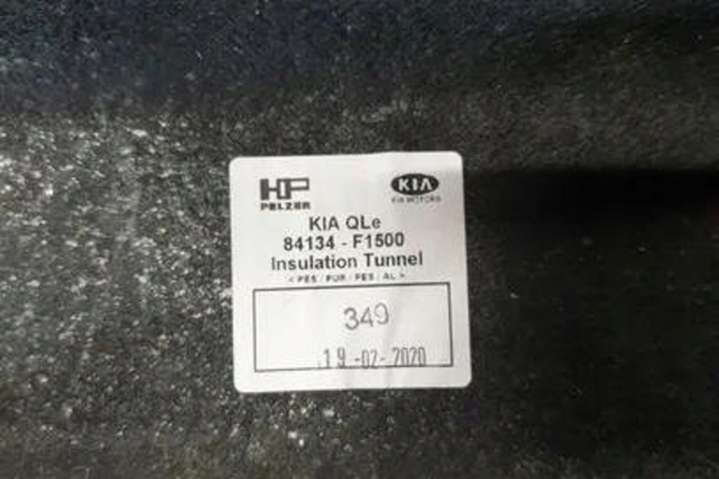 HP
PELZER
KIA
KIA MOTORS
KIA QLe
84134 - F1500
Insulation Tunnel
< PES / PUR / PES / AL >
349
19 -02- 2020